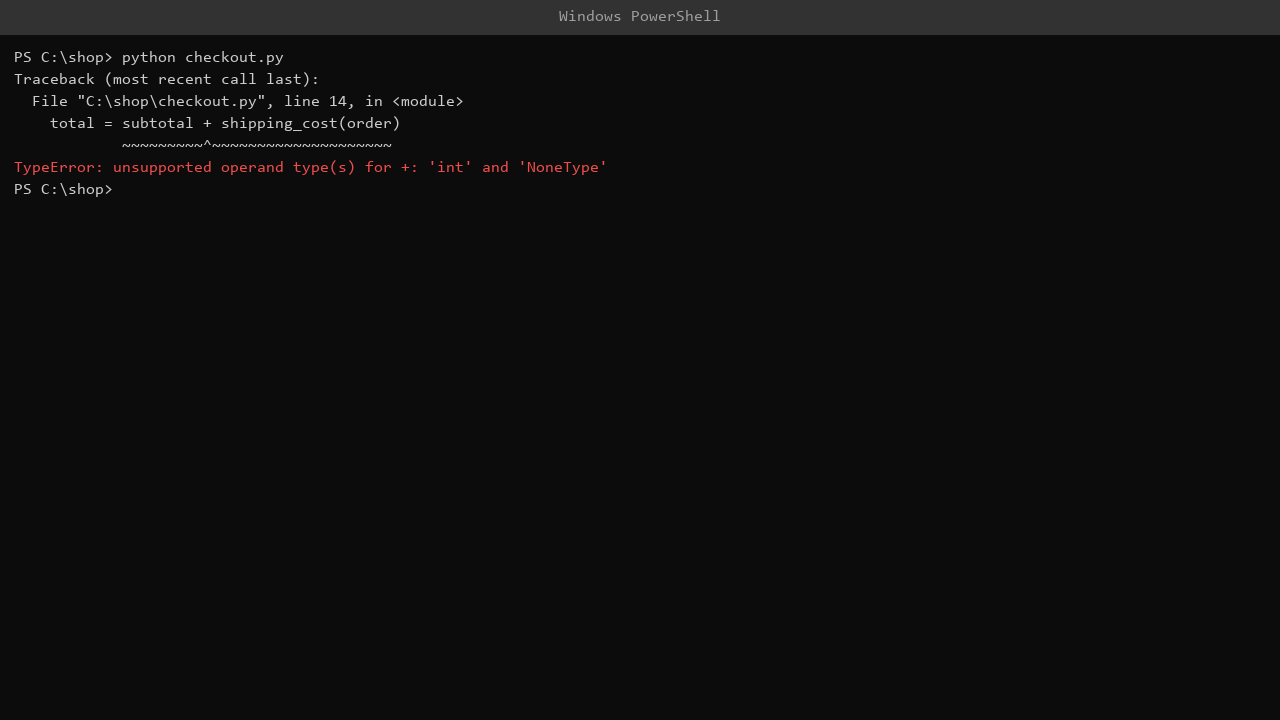 Windows PowerShell
PS C:\shop> python checkout.py
Traceback (most recent call last):
  File "C:\shop\checkout.py", line 14, in <module>
    total = subtotal + shipping_cost(order)
            ~~~~~~~~~^~~~~~~~~~~~~~~~~~~~~
TypeError: unsupported operand type(s) for +: 'int' and 'NoneType'
PS C:\shop>